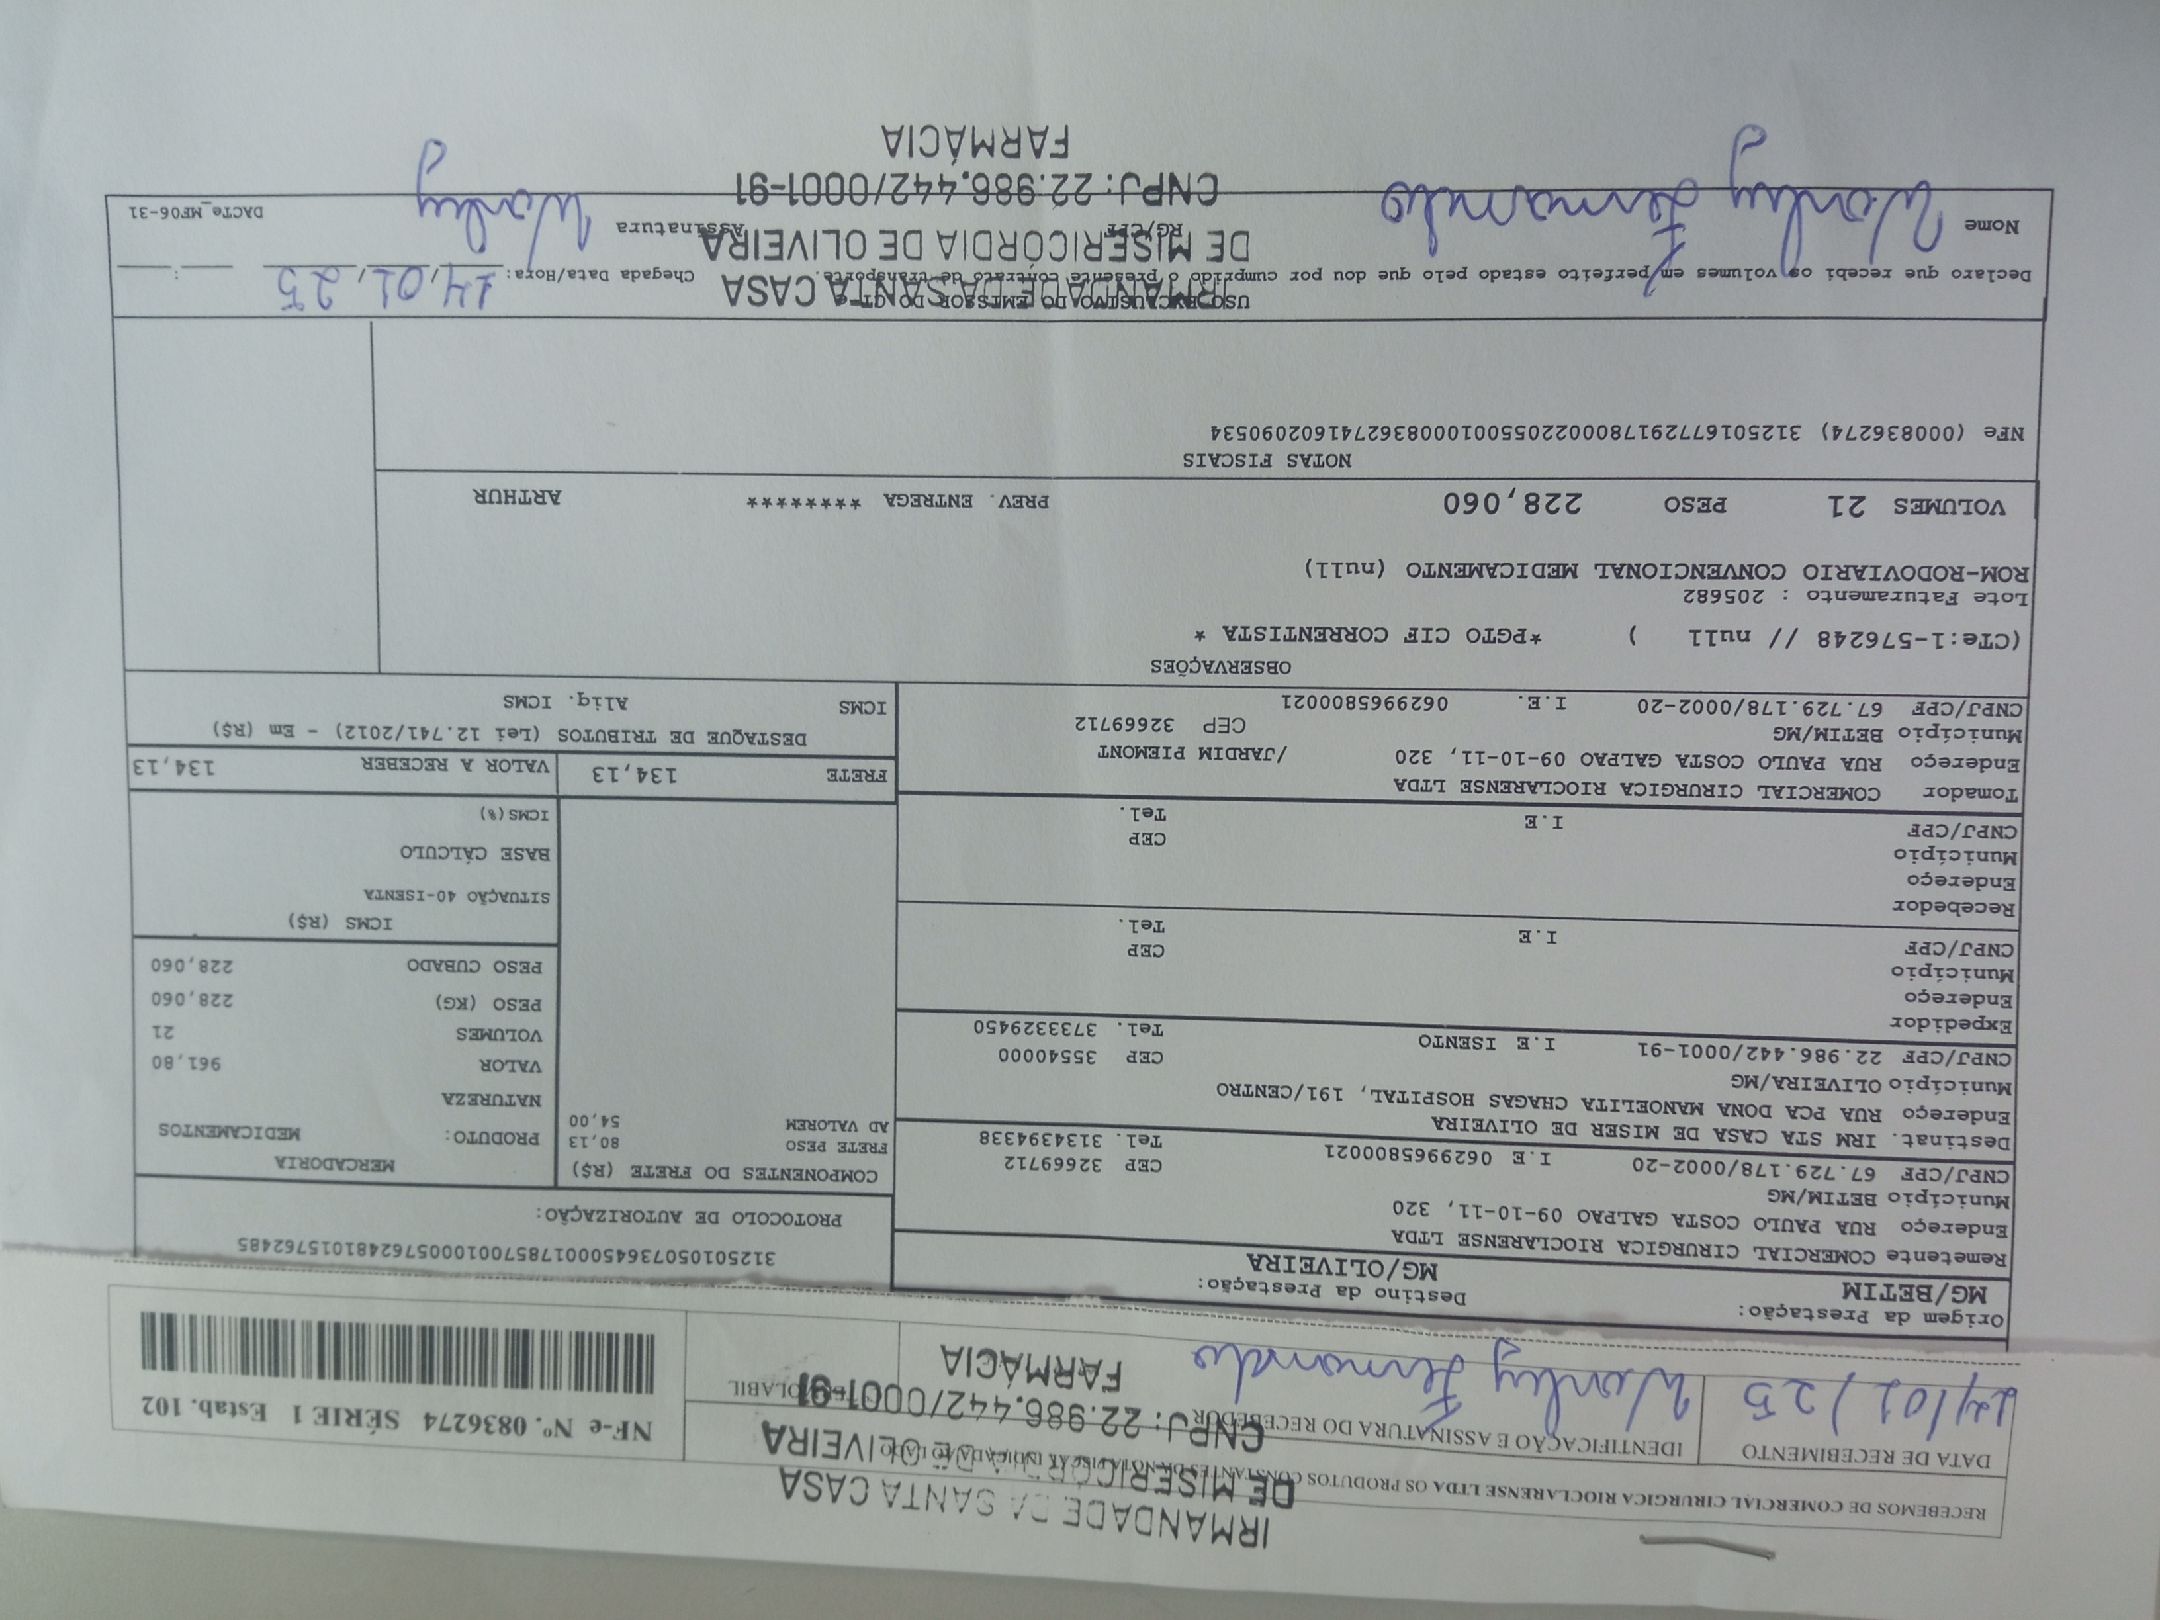 IRMANDADE DA SANTA CASA
DE MISERICÓRDIA DE OLIVEIRA
CNPJ: 22.986.442/0001-91
FARMÁCIA
RECEBEMOS DE COMERCIAL CIRURGICA RIOCLARENSE LTDA OS PRODUTOS CONSTANTES DA NOTA FISCAL INDICADA AO LADO
DATA DE RECEBIMENTO
IDENTIFICAÇÃO E ASSINATURA DO RECEBEDOR
14/01/25
Warley Fernando
NF-e Nº. 0836274 SÉRIE 1 Estab. 102
Origem da Prestação:
MG/BETIM
Destino da Prestação:
MG/OLIVEIRA
Remetente COMERCIAL CIRURGICA RIOCLARENSE LTDA
Endereço RUA PAULO COSTA GALPAO 09-10-11, 320
Município BETIM/MG CEP 32669712
CNPJ/CPF 67.729.178/0002-20 I.E 0629965800021 Tel. 3134394338
Destinat. IRM STA CASA DE MISER DE OLIVEIRA
Endereço RUA PCA DONA MANOELITA CHAGAS HOSPITAL, 191/CENTRO
Município OLIVEIRA/MG CEP 35540000
CNPJ/CPF 22.986.442/0001-91 I.E ISENTO Tel. 3733329450
Expedidor
Endereço
Município CEP
CNPJ/CPF I.E Tel.
Recebedor
Endereço
Município CEP
CNPJ/CPF I.E Tel.
Tomador COMERCIAL CIRURGICA RIOCLARENSE LTDA
Endereço RUA PAULO COSTA GALPAO 09-10-11, 320 /JARDIM PIEMONT
Município BETIM/MG CEP 32669712
CNPJ/CPF 67.729.178/0002-20 I.E. 0629965800021
31250105073645000178570010005762481015762485
PROTOCOLO DE AUTORIZAÇÃO:
COMPONENTES DO FRETE (R$)
FRETE PESO 80,13
AD VALOREM 54,00
MERCADORIA
PRODUTO: MEDICAMENTOS
NATUREZA
VALOR 961,80
VOLUMES 21
PESO (KG) 228,060
PESO CUBADO 228,060
ICMS (R$)
SITUAÇÃO 40-ISENTA
BASE CÁLCULO
ICMS(%)
FRETE 134,13 VALOR A RECEBER 134,13
DESTAQUE DE TRIBUTOS (Lei 12.741/2012) - Em (R$)
ICMS Aliq. ICMS
OBSERVAÇÕES
(CTe:1-576248 // null ) *PGTO CIF CORRENTISTA *
Lote Faturamento : 205682
ROM-RODOVIARIO CONVENCIONAL MEDICAMENTO (null)
VOLUMES 21 PESO 228,060 PREV. ENTREGA ******** ARTHUR
NOTAS FISCAIS
NFe (000836274) 31250167729178000220550010008362741602090534
USO EXCLUSIVO DO EMISSOR DO CT-e
Declaro que recebi os volumes em perfeito estado pelo que dou por cumprido o presente contrato de transporte. Chegada Data/Hora: 14/01/25 :
Nome Warley Fernando RG/CPF Assinatura Warley
DACTe_MF06-31
IRMANDADE DA SANTA CASA
DE MISERICÓRDIA DE OLIVEIRA
CNPJ: 22.986.442/0001-91
FARMÁCIA